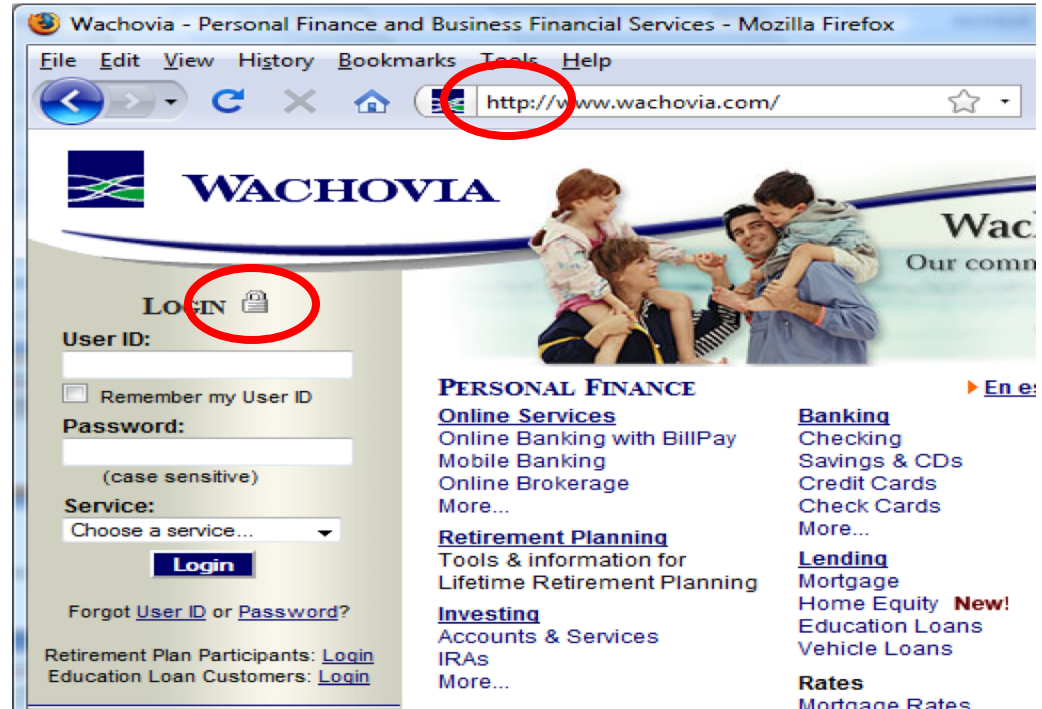 Wachovia - Personal Finance and Business Financial Services - Mozilla Firefox
File Edit View History Bookmarks Tools Help
http://www.wachovia.com/
WACHOVIA
Our
LOGIN
User ID:
Remember my User ID
Password:
(case sensitive)
Service:
Choose a service...
Login
Forgot User ID or Password?
Retirement Plan Participants: Login
Education Loan Customers: Login
PERSONAL FINANCE
En
Online Services
Online Banking with BillPay
Mobile Banking
Online Brokerage
More...
Retirement Planning
Tools & information for
Lifetime Retirement Planning
Investing
Accounts & Services
IRAs
More...
Banking
Checking
Savings & CDs
Credit Cards
Check Cards
More...
Lending
Mortgage
Home Equity New!
Education Loans
Vehicle Loans
Rates
Mortgage Rates